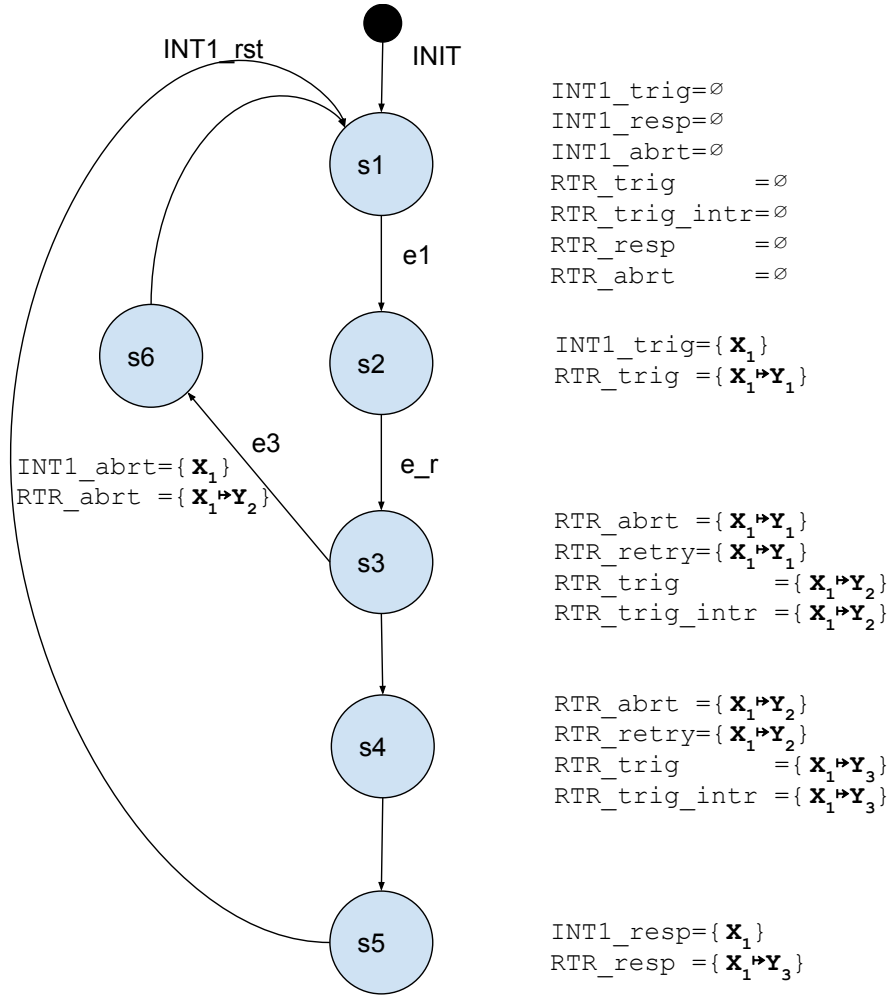 INT1_rst
INIT
INT1_trig=∅
INT1_resp=∅
INT1_abrt=∅
RTR_trig      =∅
RTR_trig_intr=∅
RTR_resp      =∅
RTR_abrt      =∅
s1
e1
s6
s2
INT1_trig={X₁}
RTR_trig ={X₁↦Y₁}
e3
e_r
INT1_abrt={X₁}
RTR_abrt ={X₁↦Y₂}
s3
RTR_abrt ={X₁↦Y₁}
RTR_retry={X₁↦Y₁}
RTR_trig      ={X₁↦Y₂}
RTR_trig_intr ={X₁↦Y₂}
s4
RTR_abrt ={X₁↦Y₂}
RTR_retry={X₁↦Y₂}
RTR_trig      ={X₁↦Y₃}
RTR_trig_intr ={X₁↦Y₃}
s5
INT1_resp={X₁}
RTR_resp ={X₁↦Y₃}